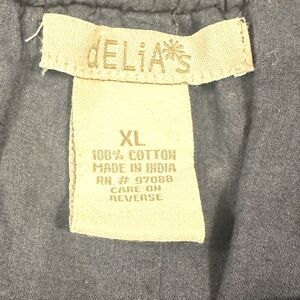 dELiA*s
XL
100% COTTON
MADE IN INDIA
RN # 97088
CARE ON
REVERSE